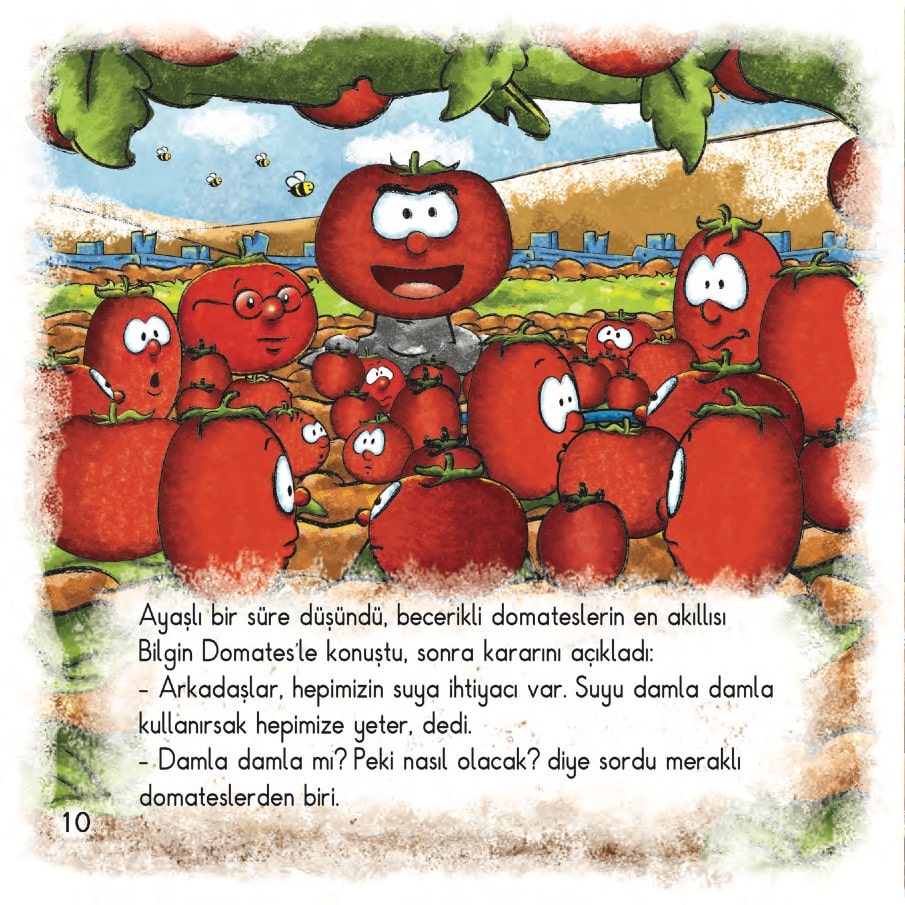 Ayaşlı bir süre düşündü, becerikli domateslerin en akıllısı
Bilgin Domates'le konuştu, sonra kararını açıkladı:
- Arkadaşlar, hepimizin suya ihtiyacı var. Suyu damla damla
kullanırsak hepimize yeter, dedi.
- Damla damla mı? Peki nasıl olacak? diye sordu meraklı
domateslerden biri.
10